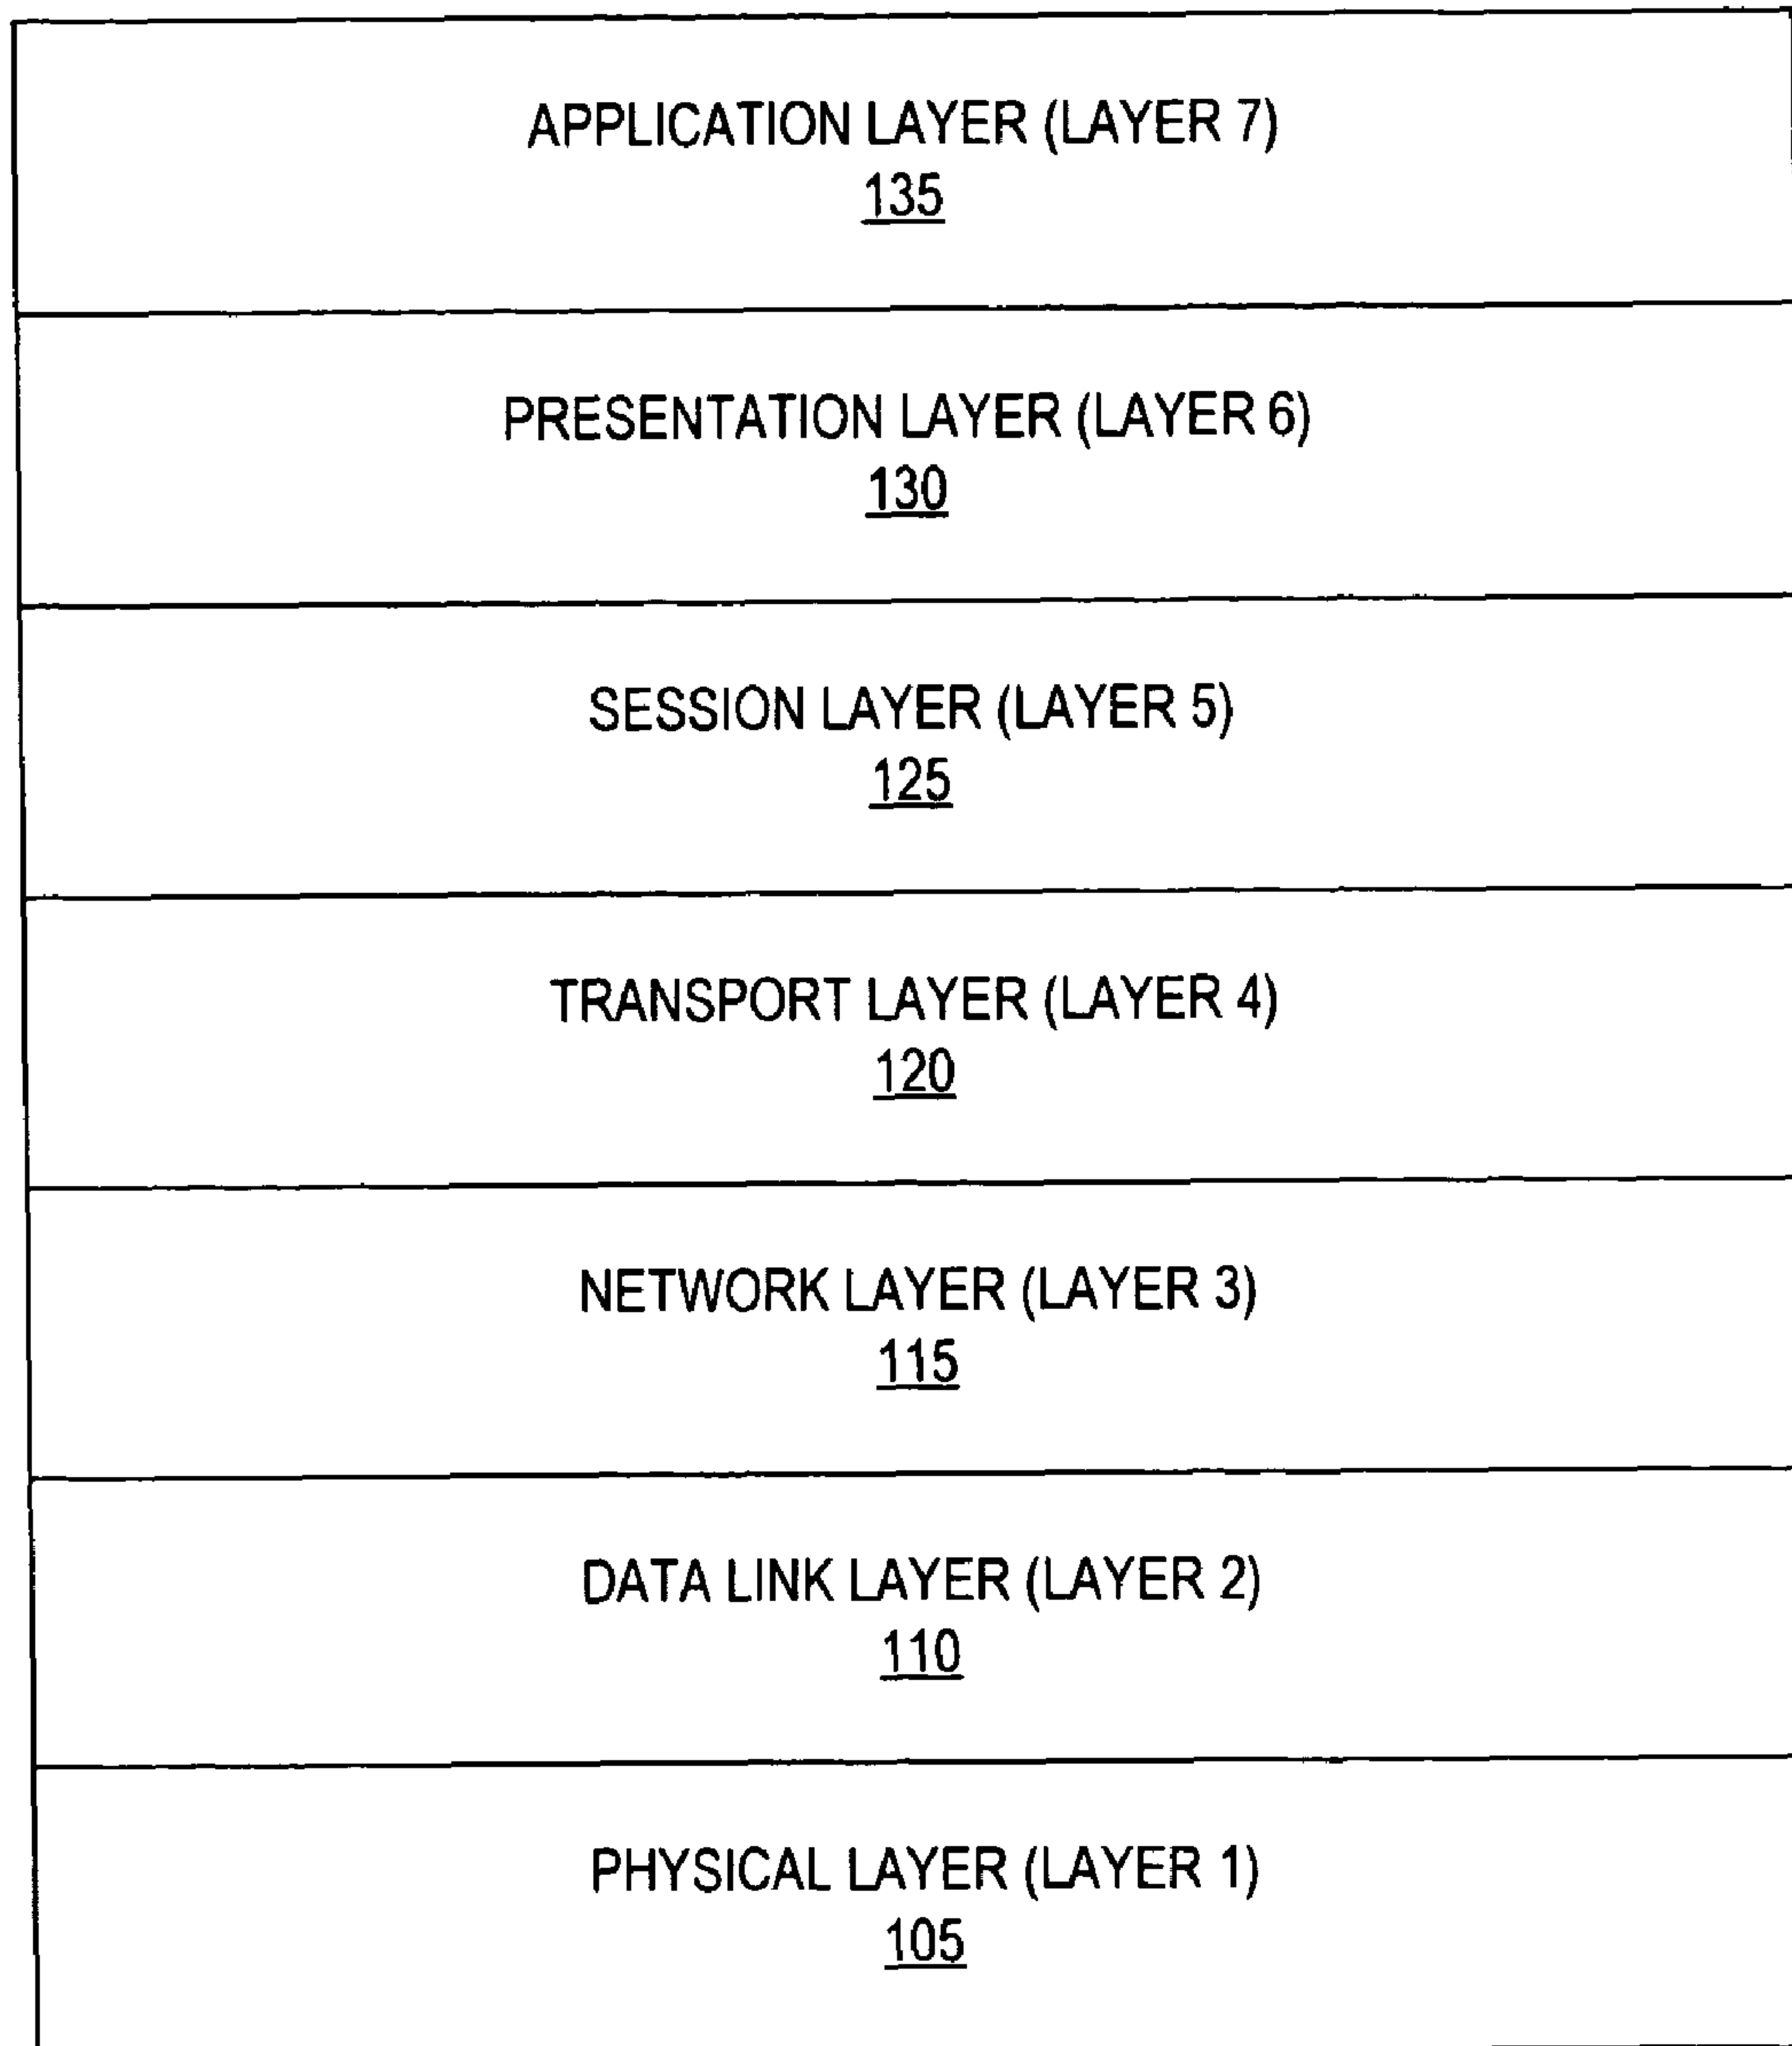 APPLICATION LAYER (LAYER 7)
135
PRESENTATION LAYER (LAYER 6)
130
SESSION LAYER (LAYER 5)
125
TRANSPORT LAYER (LAYER 4)
120
NETWORK LAYER (LAYER 3)
115
DATA LINK LAYER (LAYER 2)
110
PHYSICAL LAYER (LAYER 1)
105